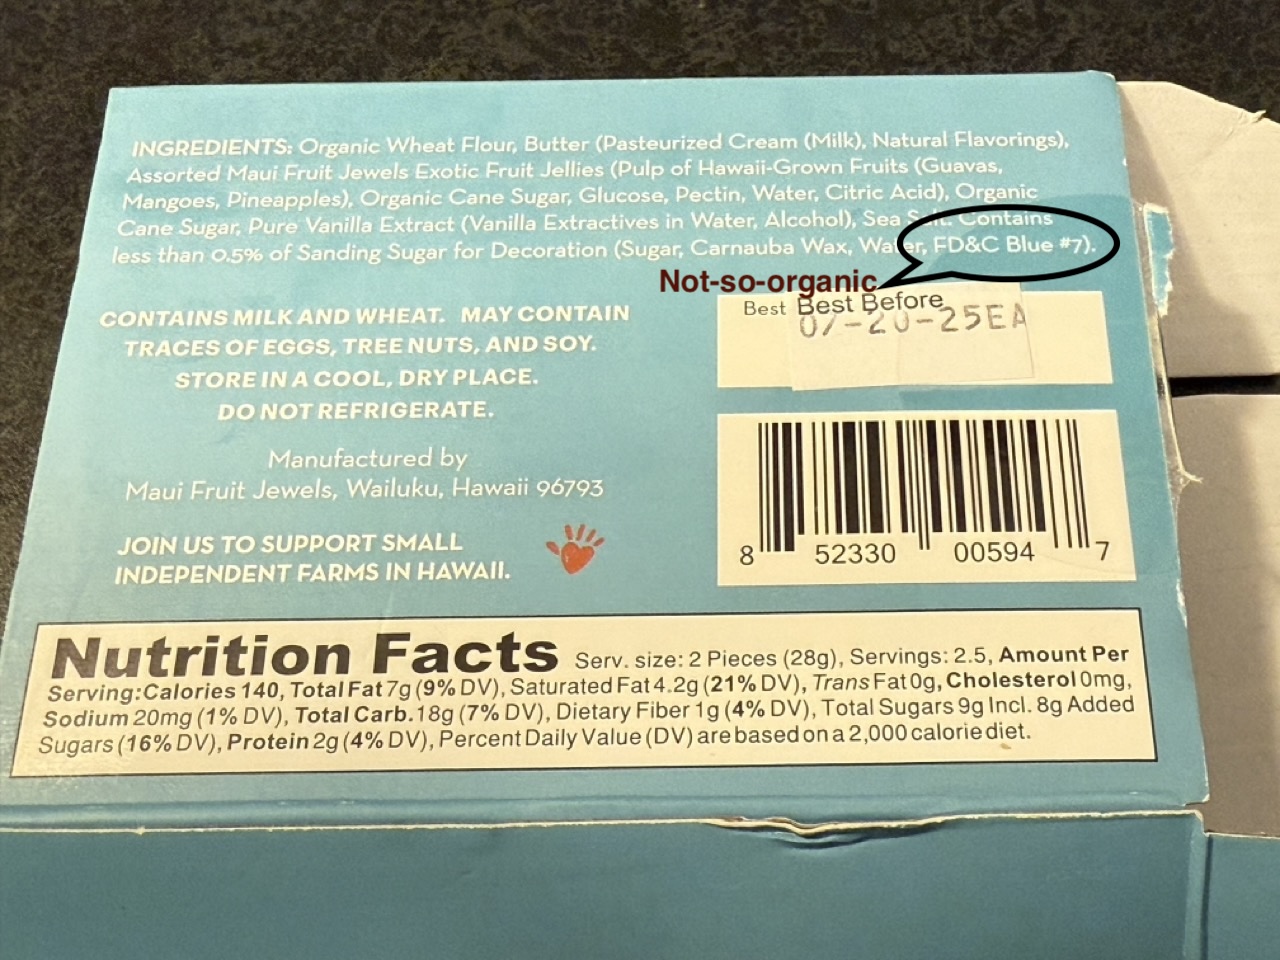 INGREDIENTS: Organic Wheat Flour, Butter (Pasteurized Cream (Milk), Natural Flavorings),
Assorted Maui Fruit Jewels Exotic Fruit Jellies (Pulp of Hawaii-Grown Fruits (Guavas,
Mangoes, Pineapples), Organic Cane Sugar, Glucose, Pectin, Water, Citric Acid), Organic
Cane Sugar, Pure Vanilla Extract (Vanilla Extractives in Water, Alcohol), Sea Salt. Contains
less than 0.5% of Sanding Sugar for Decoration (Sugar, Carnauba Wax, Water, FD&C Blue #7).
Not-so-organic
CONTAINS MILK AND WHEAT. MAY CONTAIN
TRACES OF EGGS, TREE NUTS, AND SOY.
STORE IN A COOL, DRY PLACE.
DO NOT REFRIGERATE.
Manufactured by
Maui Fruit Jewels, Wailuku, Hawaii 96793
JOIN US TO SUPPORT SMALL
INDEPENDENT FARMS IN HAWAII.
Best Best Before
07-20-25EA
8 52330 00594 7
Nutrition Facts Serv. size: 2 Pieces (28g), Servings: 2.5, Amount Per
Serving: Calories 140, Total Fat 7g (9% DV), Saturated Fat 4.2g (21% DV), Trans Fat 0g, Cholesterol 0mg,
Sodium 20mg (1% DV), Total Carb. 18g (7% DV), Dietary Fiber 1g (4% DV), Total Sugars 9g Incl. 8g Added
Sugars (16% DV), Protein 2g (4% DV), Percent Daily Value (DV) are based on a 2,000 calorie diet.